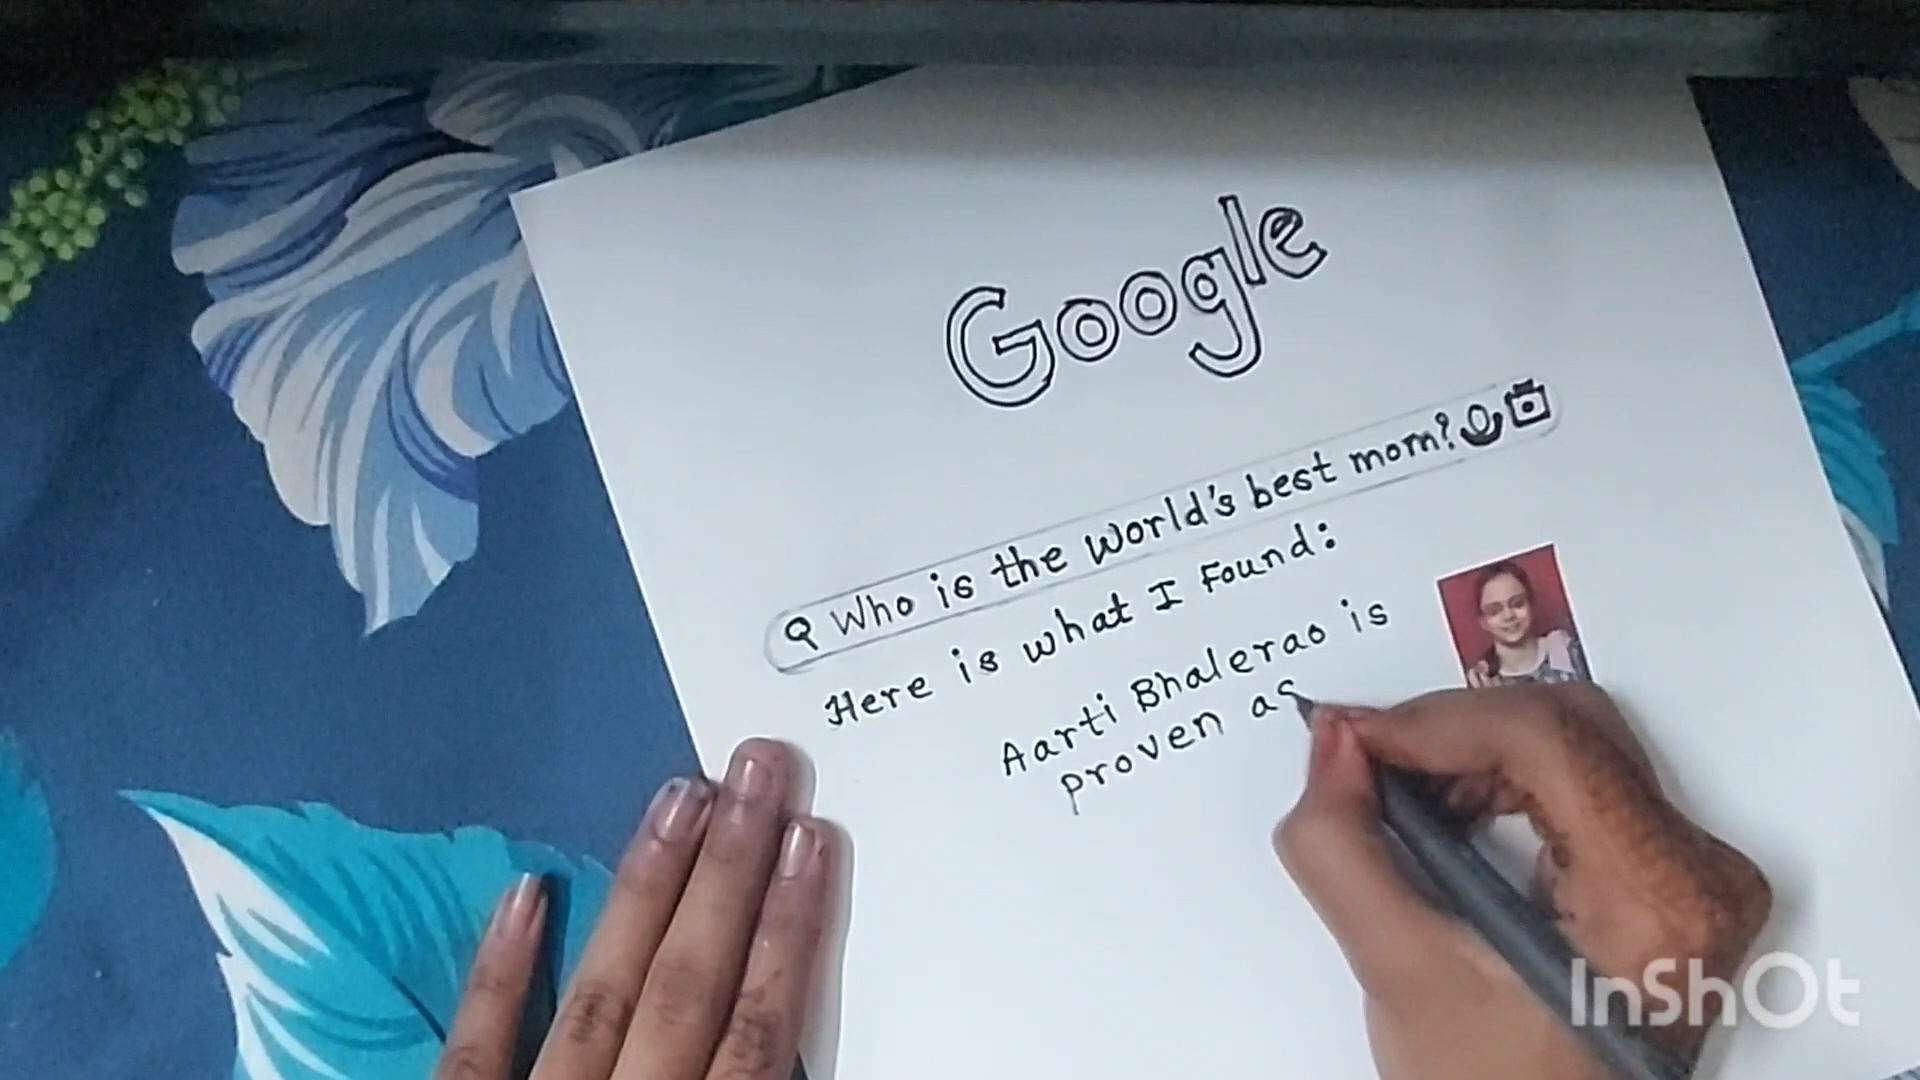 Google
Who is the world's best mom?
Here is what I Found:
Aarti Bhalerao is
proven as
InShOt